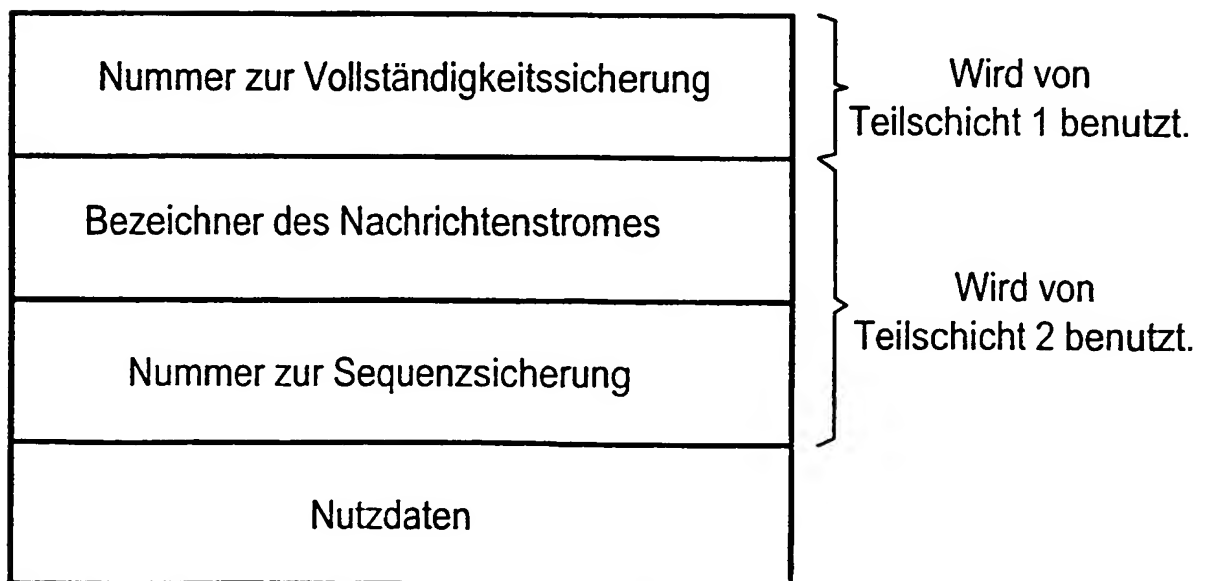 Nummer zur Vollständigkeitssicherung
Wird von
Teilschicht 1 benutzt.
Bezeichner des Nachrichtenstromes
Nummer zur Sequenzsicherung
Wird von
Teilschicht 2 benutzt.
Nutzdaten